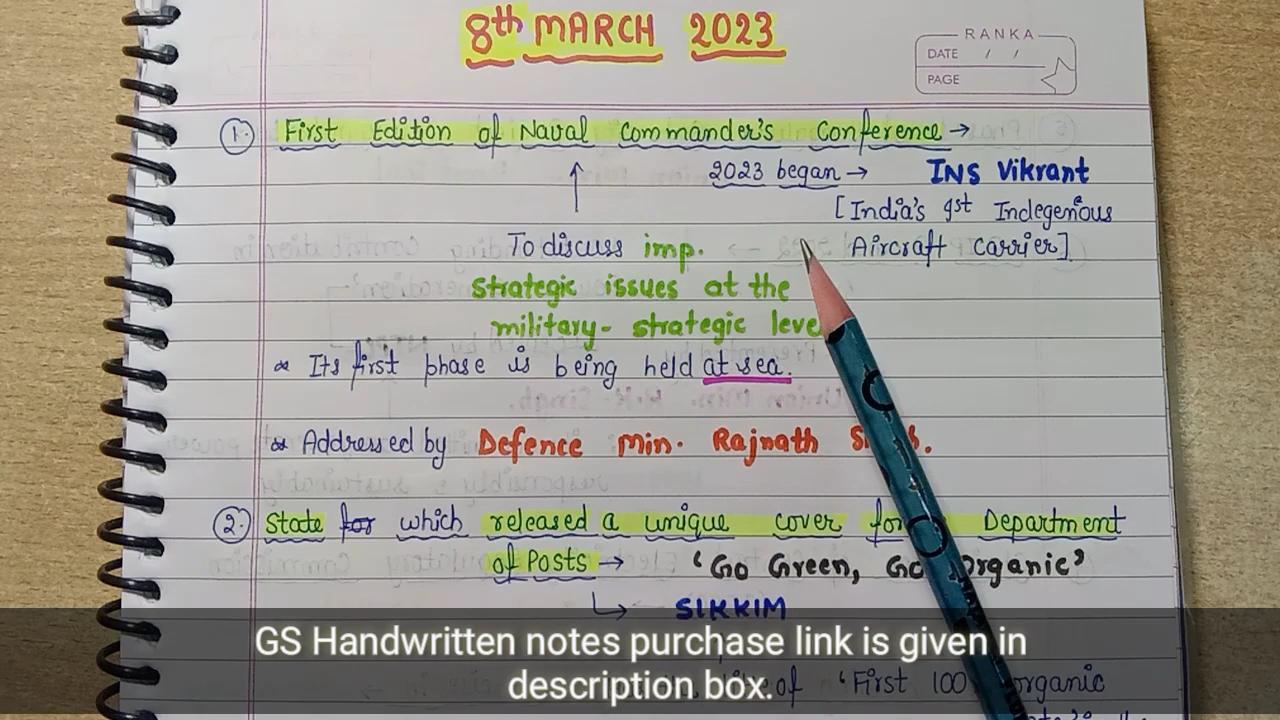 8th MARCH 2023
RANKA
DATE / /
PAGE
1. First Edition of Naval Commander's Conference →
2023 began → INS Vikrant
[India's 1st Indegenous
To discuss imp. Aircraft Carrier]
strategic issues at the
military-strategic leve
* Its first phase is being held at sea.
* Addressed by Defence Min. Rajnath
2. State for which released a unique cover for Department
of Posts → 'Go Green, Go Organic'
↳ SIKKIM
GS Handwritten notes purchase link is given in
description box.
of 'First 100 organic